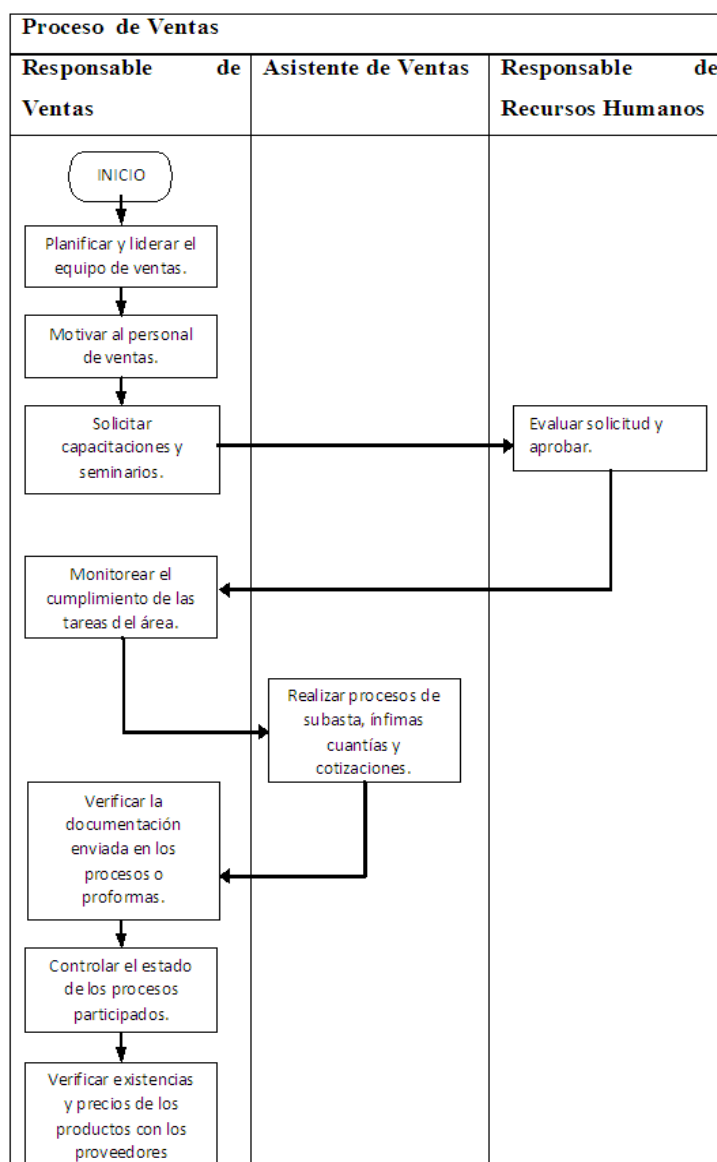 Proceso de Ventas
Responsable de
Ventas
Asistente de Ventas
Responsable de
Recursos Humanos
INICIO
Planificar y liderar el
equipo de ventas.
Motivar al personal
de ventas.
Solicitar
capacitaciones y
seminarios.
Evaluar solicitud y
aprobar.
Monitorear el
cumplimiento de las
tareas del área.
Realizar procesos de
subasta, ínfimas
cuantías y
cotizaciones.
Verificar la
documentación
enviada en los
procesos o
proformas.
Controlar el estado
de los procesos
participados.
Verificar existencias
y precios de los
productos con los
proveedores